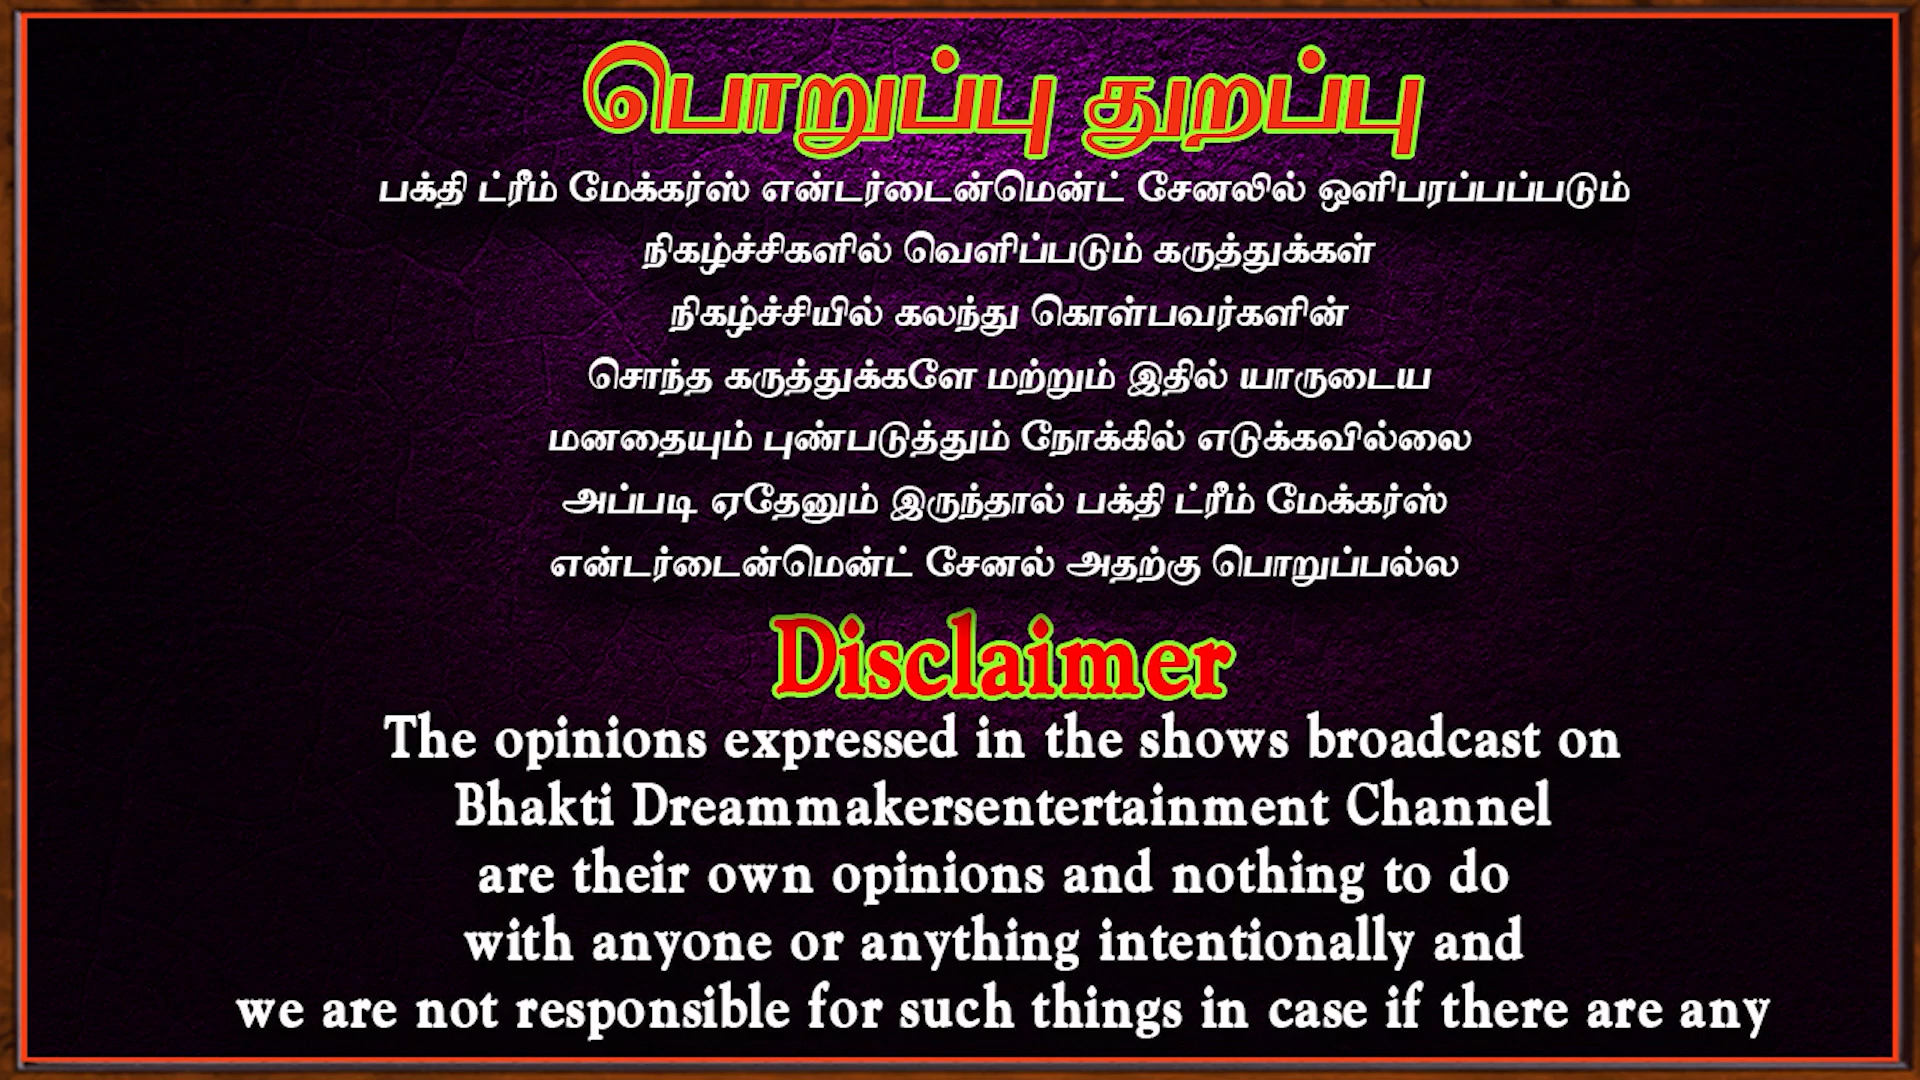 பொறுப்பு துறப்பு
பக்தி ட்ரீம் மேக்கர்ஸ் என்டர்டைன்மென்ட் சேனலில் ஒளிபரப்பப்படும்
நிகழ்ச்சிகளில் வெளிப்படும் கருத்துக்கள்
நிகழ்ச்சியில் கலந்து கொள்பவர்களின்
சொந்த கருத்துக்களே மற்றும் இதில் யாருடைய
மனதையும் புண்படுத்தும் நோக்கில் எடுக்கவில்லை
அப்படி ஏதேனும் இருந்தால் பக்தி ட்ரீம் மேக்கர்ஸ்
என்டர்டைன்மென்ட் சேனல் அதற்கு பொறுப்பல்ல
Disclaimer
The opinions expressed in the shows broadcast on
Bhakti Dreammakersentertainment Channel
are their own opinions and nothing to do
with anyone or anything intentionally and
we are not responsible for such things in case if there are any